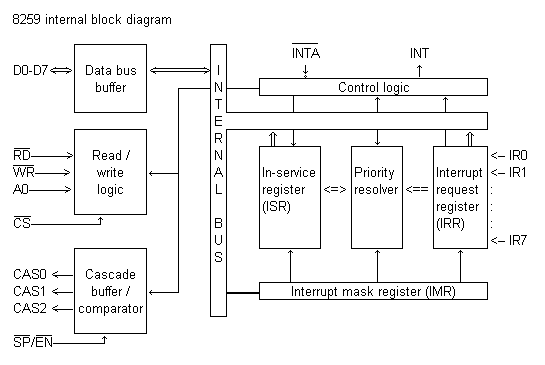 8259 internal block diagram
D0-D7
Data bus
buffer
INTERNAL BUS
INTA
INT
Control logic
RD
WR
A0
CS
Read /
write
logic
In-service
register
(ISR)
<=>
Priority
resolver
<==
Interrupt
request
register
(IRR)
<– IR0
<– IR1
:
:
:
<– IR7
CAS0
CAS1
CAS2
SP/EN
Cascade
buffer /
comparator
Interrupt mask register (IMR)